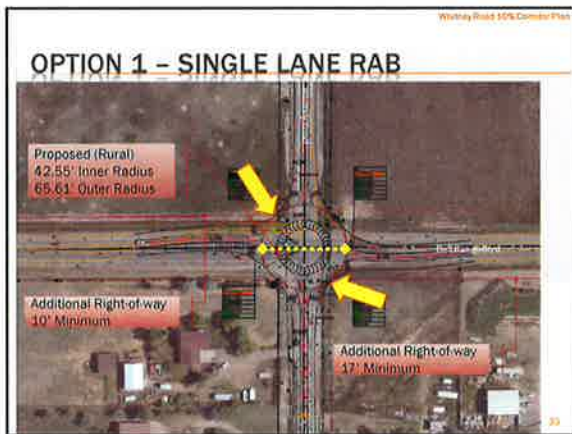 Whitney Road 10% Corridor Plan
OPTION 1 – SINGLE LANE RAB
Proposed (Rural)
42.55' Inner Radius
65.61' Outer Radius
Additional Right-of-way
10' Minimum
Additional Right-of-way
17' Minimum